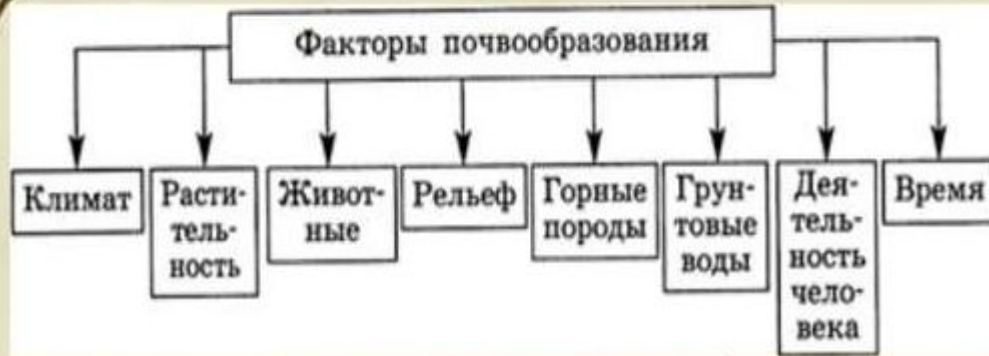 Факторы почвообразования
Климат
Расти-
тель-
ность
Живот-
ные
Рельеф
Горные
породы
Грун-
товые
воды
Дея-
тель-
ность
чело-
века
Время